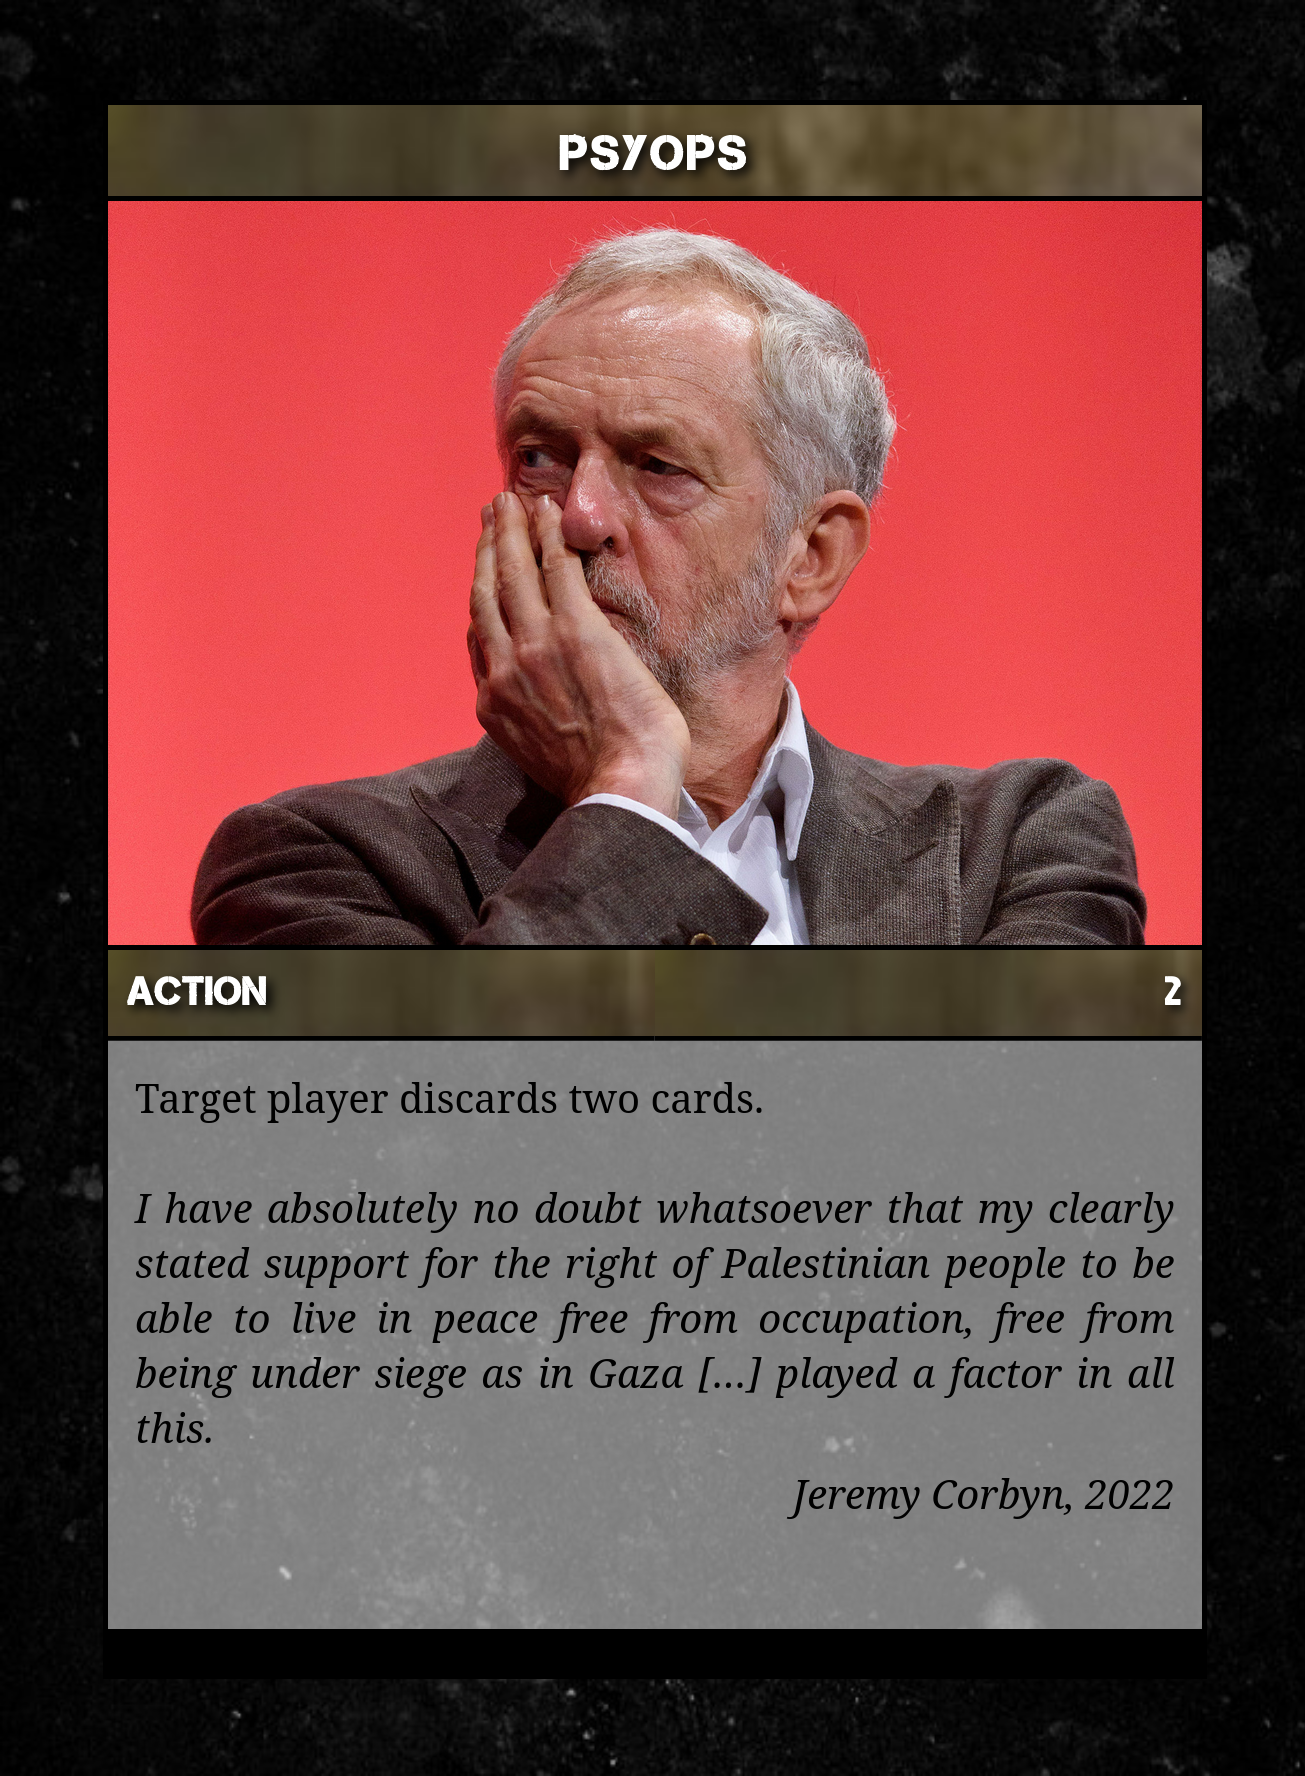 PSYOPS
ACTION
2
Target player discards two cards.
I have absolutely no doubt whatsoever that my clearly
stated support for the right of Palestinian people to be
able to live in peace free from occupation, free from
being under siege as in Gaza [...] played a factor in all
this.
Jeremy Corbyn, 2022